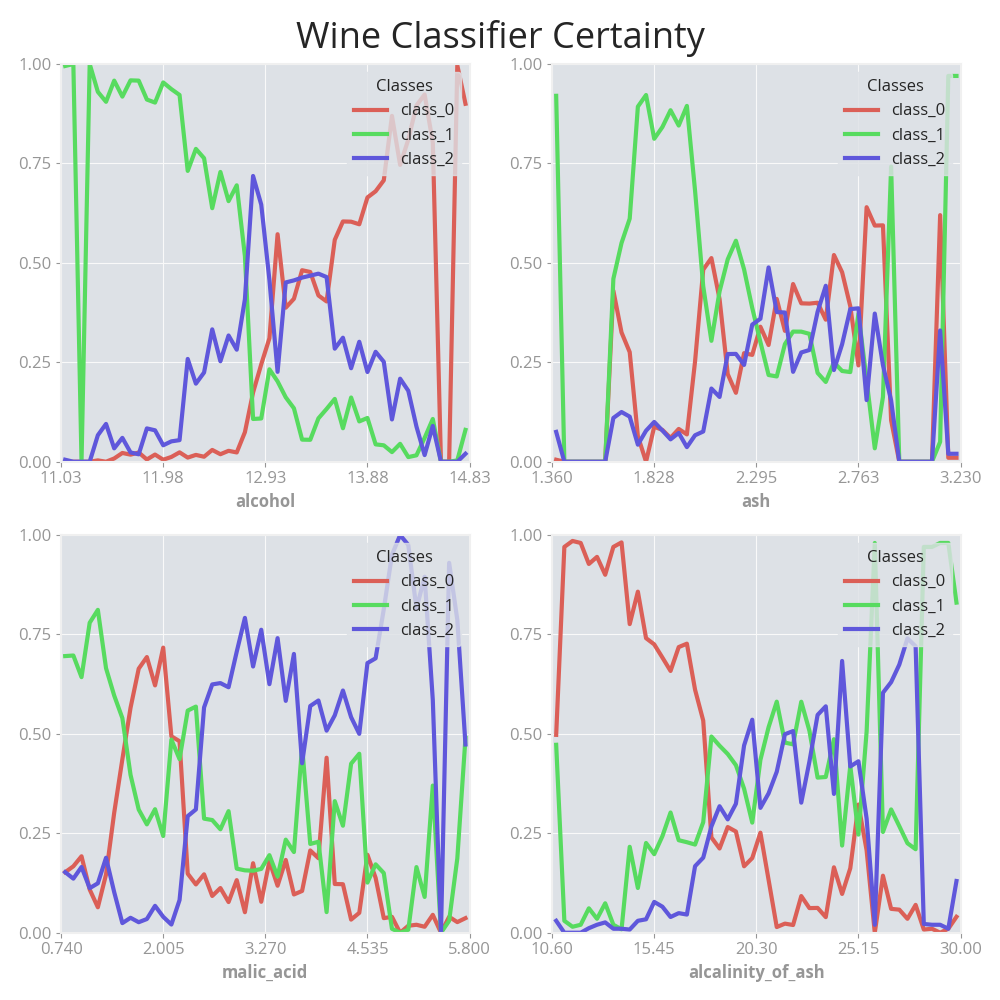 Wine Classifier Certainty
1.00
0.75
0.50
0.25
0.00
Classes
class_0
class_1
class_2
11.03 11.98 12.93 13.88 14.83
alcohol
1.00
0.75
0.50
0.25
0.00
Classes
class_0
class_1
class_2
1.360 1.828 2.295 2.763 3.230
ash
1.00
0.75
0.50
0.25
0.00
Classes
class_0
class_1
class_2
0.740 2.005 3.270 4.535 5.800
malic_acid
1.00
0.75
0.50
0.25
0.00
Classes
class_0
class_1
class_2
10.60 15.45 20.30 25.15 30.00
alcalinity_of_ash